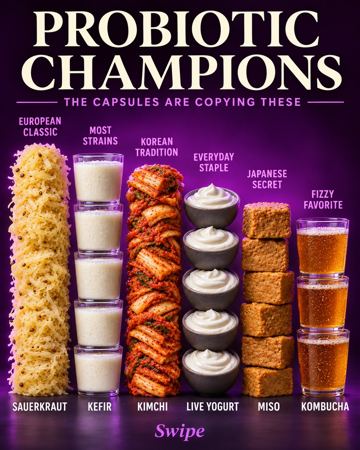 PROBIOTIC
CHAMPIONS
THE CAPSULES ARE COPYING THESE
EUROPEAN
CLASSIC
MOST
STRAINS
KOREAN
TRADITION
EVERYDAY
STAPLE
JAPANESE
SECRET
FIZZY
FAVORITE
SAUERKRAUT
KEFIR
KIMCHI
LIVE YOGURT
MISO
KOMBUCHA
Swipe